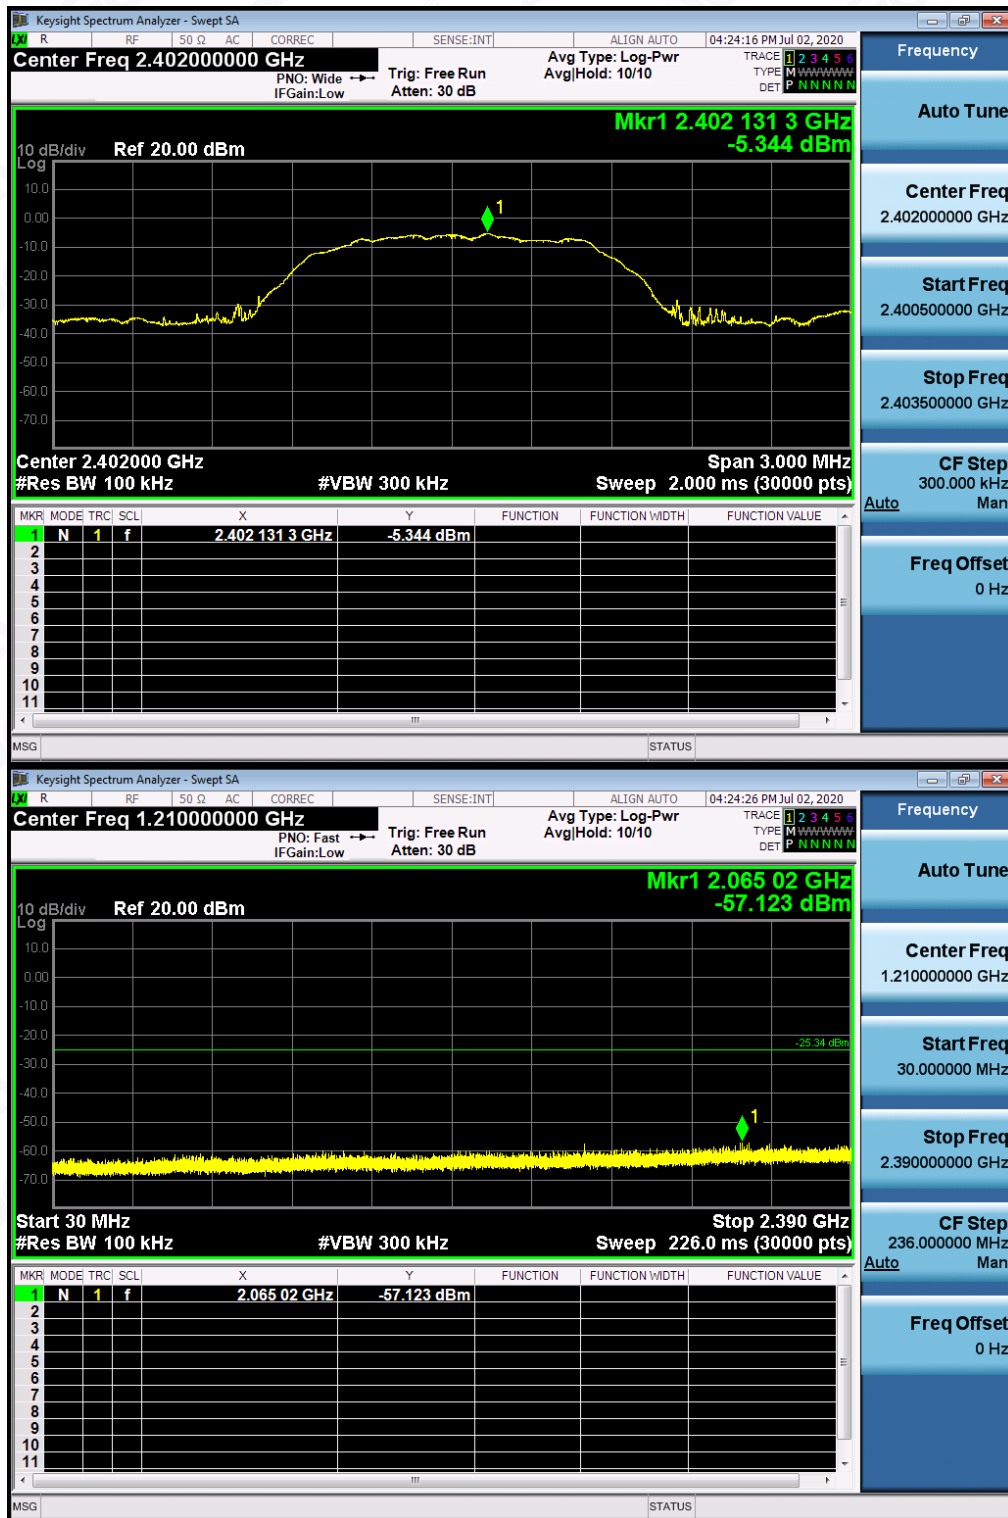 Keysight Spectrum Analyzer - Swept SA
LXI R RF 50 Ω AC CORREC SENSE:INT ALIGN AUTO 04:24:16 PM Jul 02, 2020
Center Freq 2.402000000 GHz
PNO: Wide
IFGain:Low
Trig: Free Run
Atten: 30 dB
Avg Type: Log-Pwr
Avg|Hold: 10/10
TRACE 1 2 3 4 5 6
TYPE M WWWWW
DET P N N N N N
Mkr1 2.402 131 3 GHz
-5.344 dBm
10 dB/div Ref 20.00 dBm
Log
10.0
0.00
-10.0
-20.0
-30.0
-40.0
-50.0
-60.0
-70.0
1
Center 2.402000 GHz Span 3.000 MHz
#Res BW 100 kHz #VBW 300 kHz Sweep 2.000 ms (30000 pts)
MKR MODE TRC SCL X Y FUNCTION FUNCTION WIDTH FUNCTION VALUE
1 N 1 f 2.402 131 3 GHz -5.344 dBm
2
3
4
5
6
7
8
9
10
11
MSG STATUS
Frequency
Auto Tune
Center Freq
2.402000000 GHz
Start Freq
2.400500000 GHz
Stop Freq
2.403500000 GHz
CF Step
300.000 kHz
Auto Man
Freq Offset
0 Hz
Keysight Spectrum Analyzer - Swept SA
LXI R RF 50 Ω AC CORREC SENSE:INT ALIGN AUTO 04:24:26 PM Jul 02, 2020
Center Freq 1.210000000 GHz
PNO: Fast
IFGain:Low
Trig: Free Run
Atten: 30 dB
Avg Type: Log-Pwr
Avg|Hold: 10/10
TRACE 1 2 3 4 5 6
TYPE M WWWWW
DET P N N N N N
Mkr1 2.065 02 GHz
-57.123 dBm
10 dB/div Ref 20.00 dBm
Log
10.0
0.00
-10.0
-20.0
-30.0
-40.0
-50.0
-60.0
-70.0
-25.34 dBm
1
Start 30 MHz Stop 2.390 GHz
#Res BW 100 kHz #VBW 300 kHz Sweep 226.0 ms (30000 pts)
MKR MODE TRC SCL X Y FUNCTION FUNCTION WIDTH FUNCTION VALUE
1 N 1 f 2.065 02 GHz -57.123 dBm
2
3
4
5
6
7
8
9
10
11
MSG STATUS
Frequency
Auto Tune
Center Freq
1.210000000 GHz
Start Freq
30.000000 MHz
Stop Freq
2.390000000 GHz
CF Step
236.000000 MHz
Auto Man
Freq Offset
0 Hz